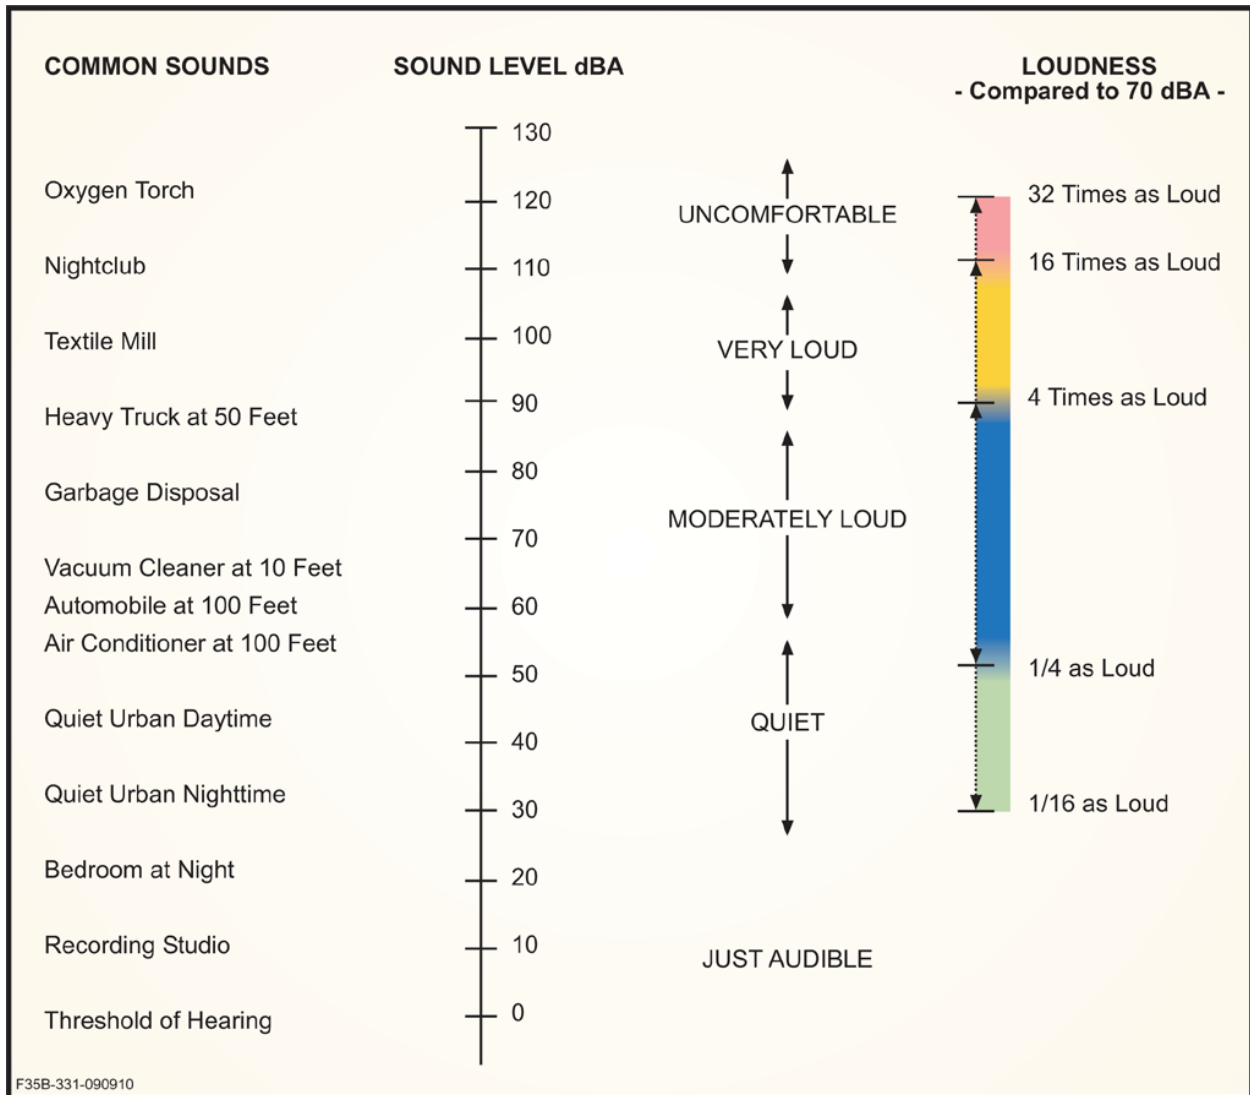 COMMON SOUNDS
SOUND LEVEL dBA
LOUDNESS
- Compared to 70 dBA -
130
Oxygen Torch
120
UNCOMFORTABLE
32 Times as Loud
Nightclub
110
16 Times as Loud
Textile Mill
100
VERY LOUD
Heavy Truck at 50 Feet
90
4 Times as Loud
Garbage Disposal
80
MODERATELY LOUD
70
Vacuum Cleaner at 10 Feet
Automobile at 100 Feet
60
Air Conditioner at 100 Feet
50
1/4 as Loud
Quiet Urban Daytime
QUIET
40
Quiet Urban Nighttime
30
1/16 as Loud
Bedroom at Night
20
Recording Studio
10
JUST AUDIBLE
Threshold of Hearing
0
F35B-331-090910